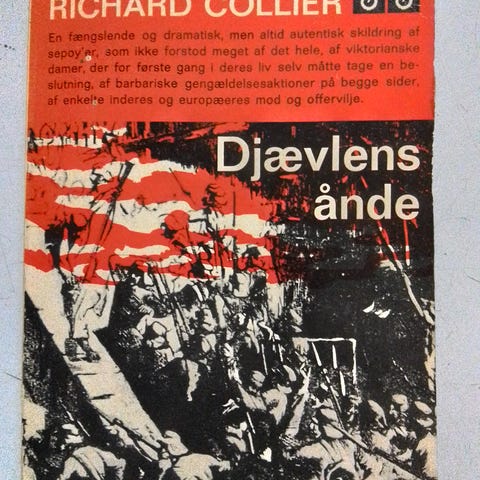 RICHARD COLLIER
En fængslende og dramatisk, men altid autentisk skildring af
sepoy'er, som ikke forstod meget af det hele, af viktorianske
damer, der for første gang i deres liv selv måtte tage en be-
slutning, af barbariske gengældelsesaktioner på begge sider,
af enkelte inderes og europæeres mod og offervilje.
Djævlens
ånde